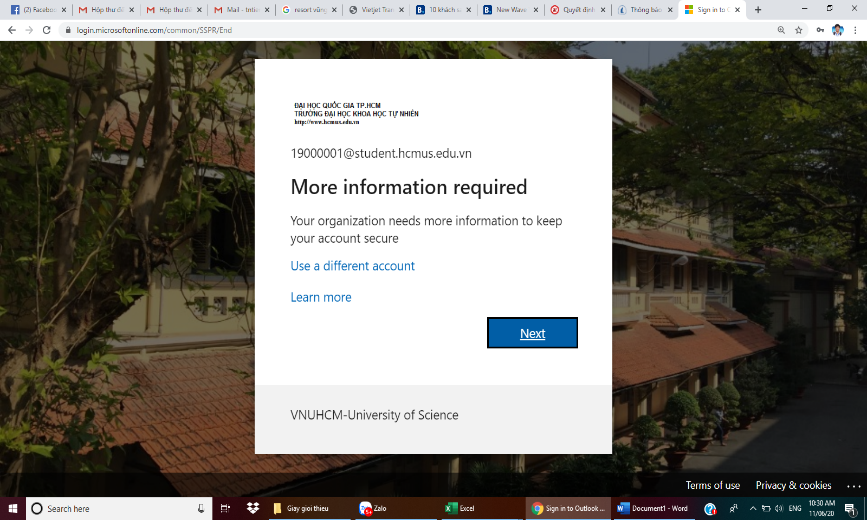 (2) Facebo
Hộp thư đế
Hộp thư đế
Mail - tntie
resort vũng
Vietjet Trav
10 khách s
New Wave
Quyết định
Thông báo
Sign in to O
login.microsoftonline.com/common/SSPR/End
ĐẠI HỌC QUỐC GIA TP.HCM
TRƯỜNG ĐẠI HỌC KHOA HỌC TỰ NHIÊN
http://www.hcmus.edu.vn
19000001@student.hcmus.edu.vn
More information required
Your organization needs more information to keep
your account secure
Use a different account
Learn more
Next
VNUHCM-University of Science
Terms of use Privacy & cookies ...
Search here
Giay gioi thieu
Zalo
Excel
Sign in to Outlook ...
Document1 - Word
ENG
10:30 AM
11/06/20